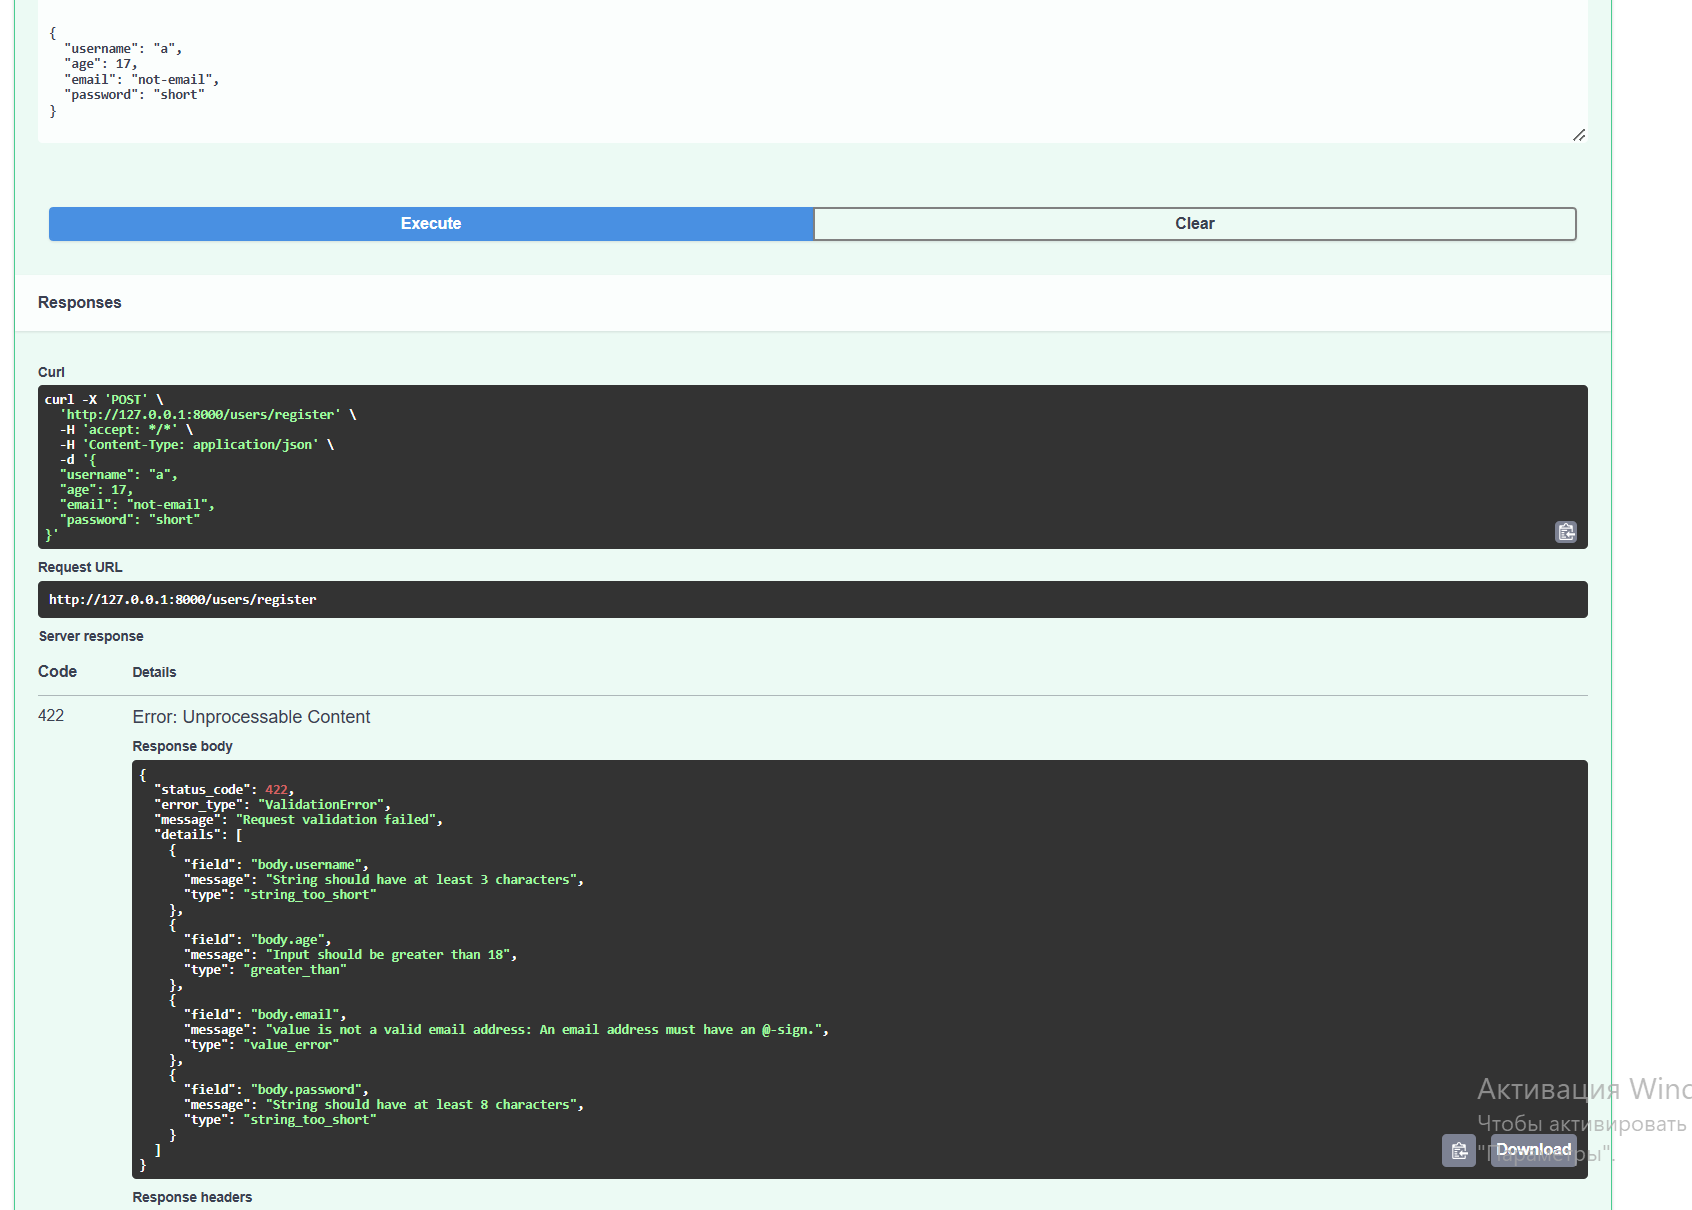 {
  "username": "a",
  "age": 17,
  "email": "not-email",
  "password": "short"
}
Execute
Clear
Responses
Curl
curl -X 'POST' \
  'http://127.0.0.1:8000/users/register' \
  -H 'accept: */*' \
  -H 'Content-Type: application/json' \
  -d '{
  "username": "a",
  "age": 17,
  "email": "not-email",
  "password": "short"
}'
Request URL
http://127.0.0.1:8000/users/register
Server response
Code Details
422 Error: Unprocessable Content
Response body
{
  "status_code": 422,
  "error_type": "ValidationError",
  "message": "Request validation failed",
  "details": [
    {
      "field": "body.username",
      "message": "String should have at least 3 characters",
      "type": "string_too_short"
    },
    {
      "field": "body.age",
      "message": "Input should be greater than 18",
      "type": "greater_than"
    },
    {
      "field": "body.email",
      "message": "value is not a valid email address: An email address must have an @-sign.",
      "type": "value_error"
    },
    {
      "field": "body.password",
      "message": "String should have at least 8 characters",
      "type": "string_too_short"
    }
  ]
}
Активация Winc
Чтобы активировать
"Параметры".
Download
Response headers